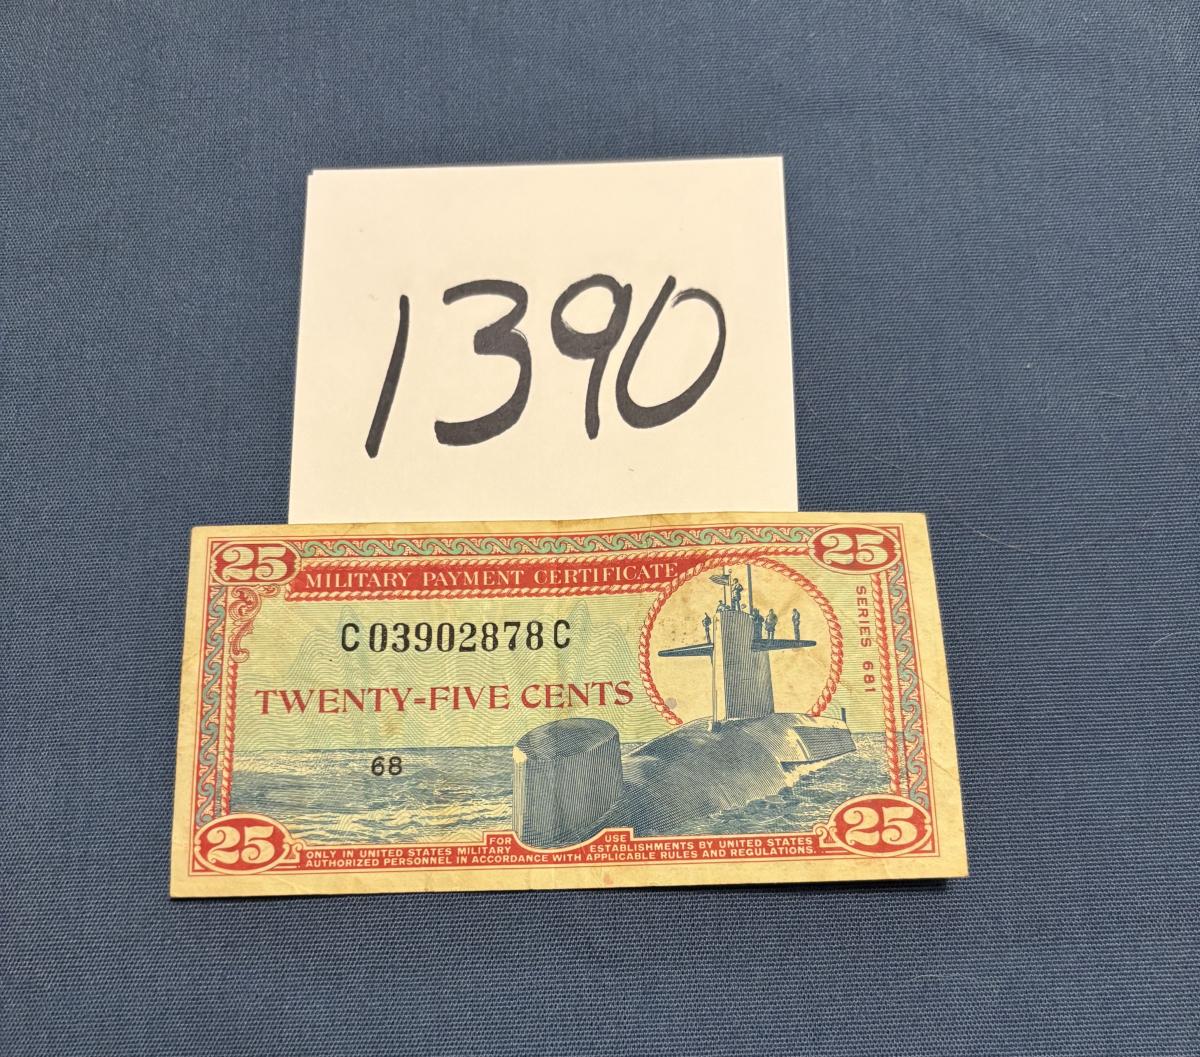 1390
25 25
MILITARY PAYMENT CERTIFICATE
SERIES 681
C03902878C
TWENTY-FIVE CENTS
68
25 25
FOR USE
ONLY IN UNITED STATES MILITARY ESTABLISHMENTS BY UNITED STATES
AUTHORIZED PERSONNEL IN ACCORDANCE WITH APPLICABLE RULES AND REGULATIONS.